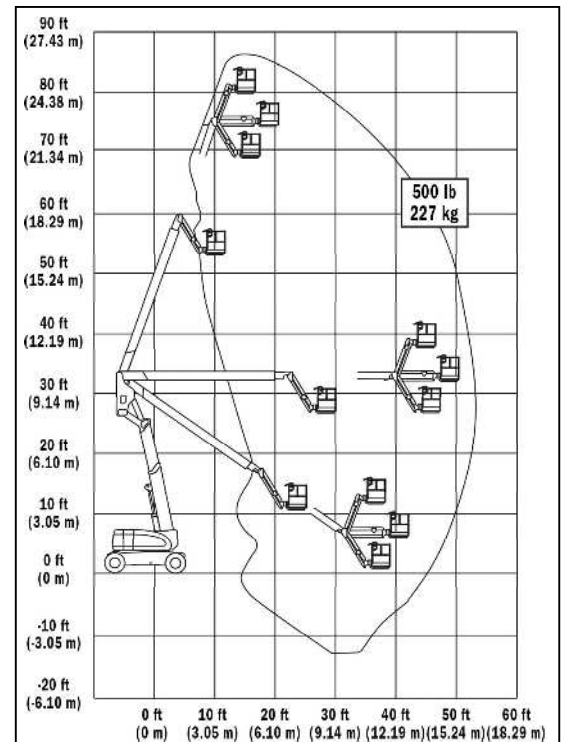 90 ft
(27.43 m)
80 ft
(24.38 m)
70 ft
(21.34 m)
60 ft
(18.29 m)
50 ft
(15.24 m)
40 ft
(12.19 m)
30 ft
(9.14 m)
20 ft
(6.10 m)
10 ft
(3.05 m)
0 ft
(0 m)
-10 ft
(-3.05 m)
-20 ft
(-6.10 m)
500 lb
227 kg
0 ft 10 ft 20 ft 30 ft 40 ft 50 ft 60 ft
(0 m) (3.05 m) (6.10 m) (9.14 m) (12.19 m) (15.24 m) (18.29 m)